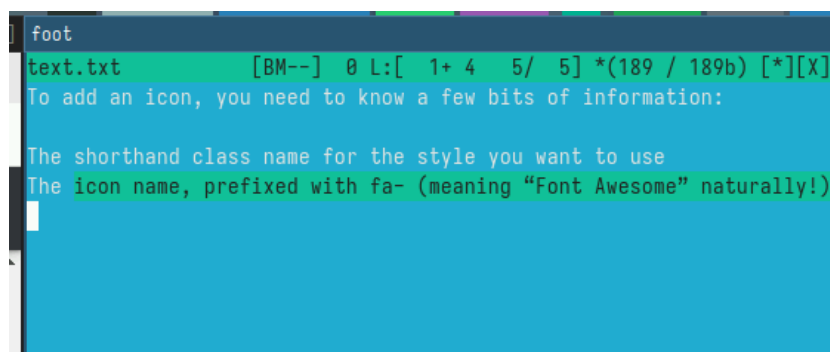 foot
text.txt [BM--] 0 L:[ 1+ 4 5/ 5] *(189 / 189b) [*][X]
To add an icon, you need to know a few bits of information:
The shorthand class name for the style you want to use
The icon name, prefixed with fa- (meaning “Font Awesome” naturally!)